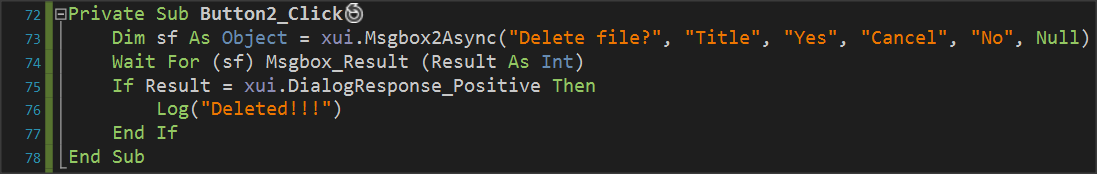 72 Private Sub Button2_Click
73 Dim sf As Object = xui.Msgbox2Async("Delete file?", "Title", "Yes", "Cancel", "No", Null)
74 Wait For (sf) Msgbox_Result (Result As Int)
75 If Result = xui.DialogResponse_Positive Then
76 Log("Deleted!!!")
77 End If
78 End Sub